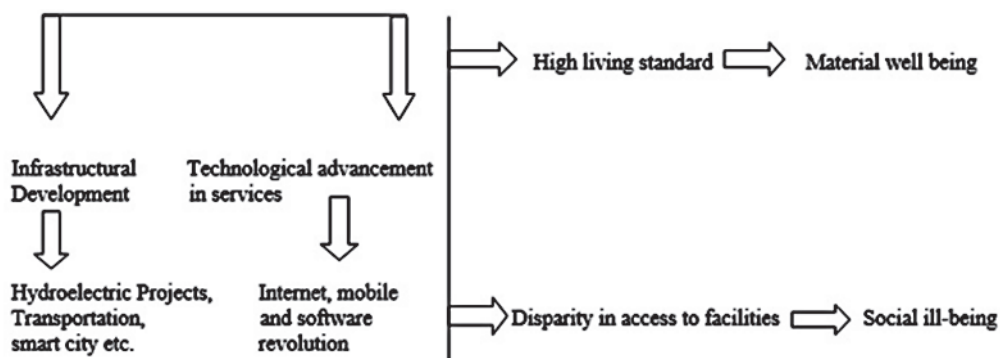 High living standard
Material well being
Infrastructural
Development
Technological advancement
in services
Hydroelectric Projects,
Transportation,
smart city etc.
Internet, mobile
and software
revolution
Disparity in access to facilities
Social ill-being